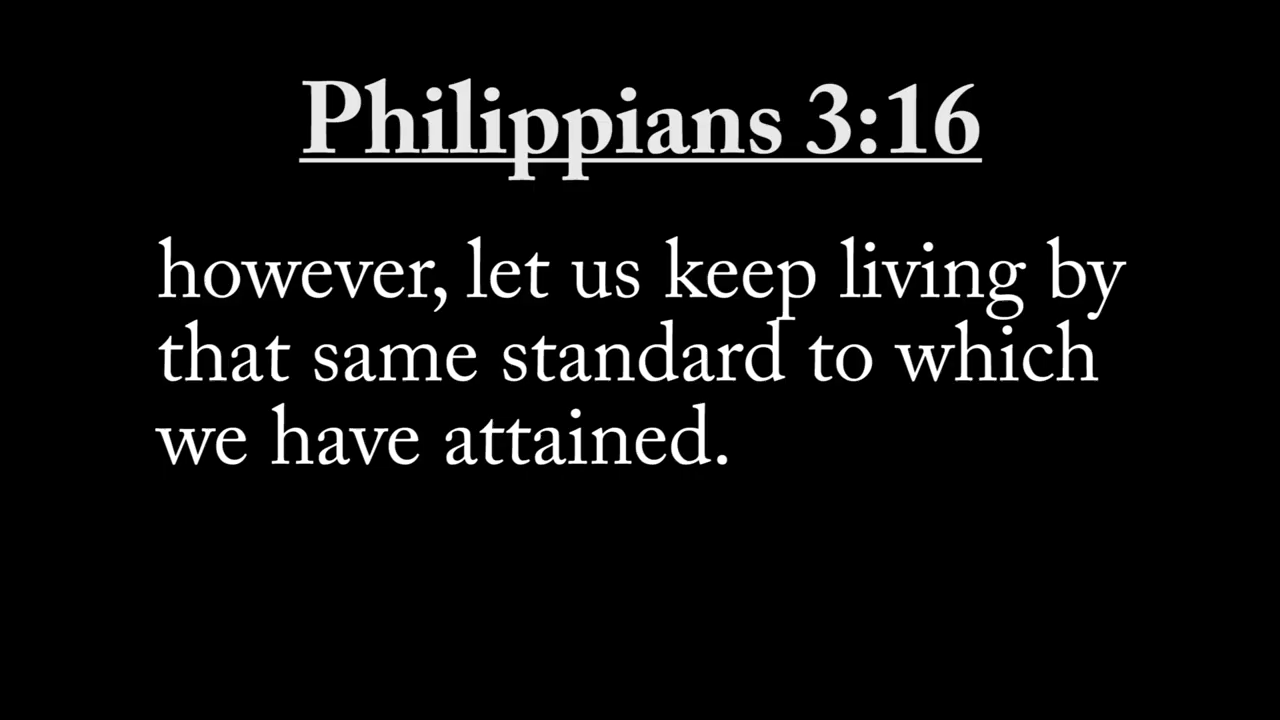 Philippians 3:16
however, let us keep living by
that same standard to which
we have attained.